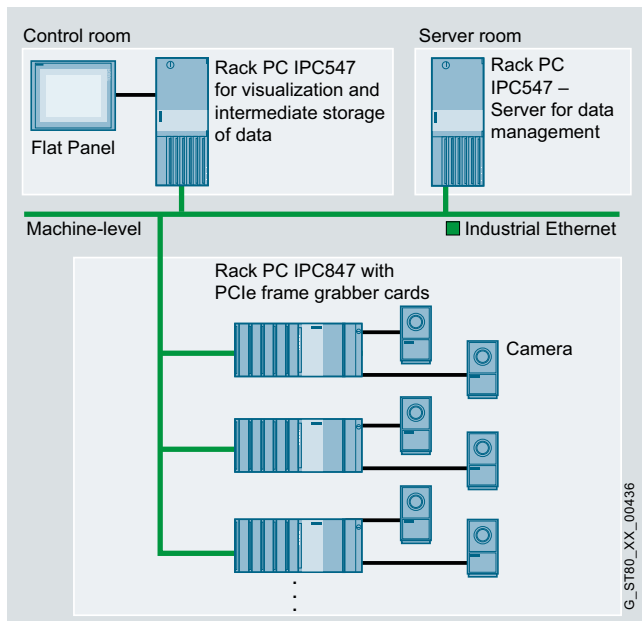 Control room
Rack PC IPC547
for visualization and
intermediate storage
of data
Flat Panel
Server room
Rack PC
IPC547 –
Server for data
management
Machine-level
Industrial Ethernet
Rack PC IPC847 with
PCIe frame grabber cards
Camera
G_ST80_XX_00436